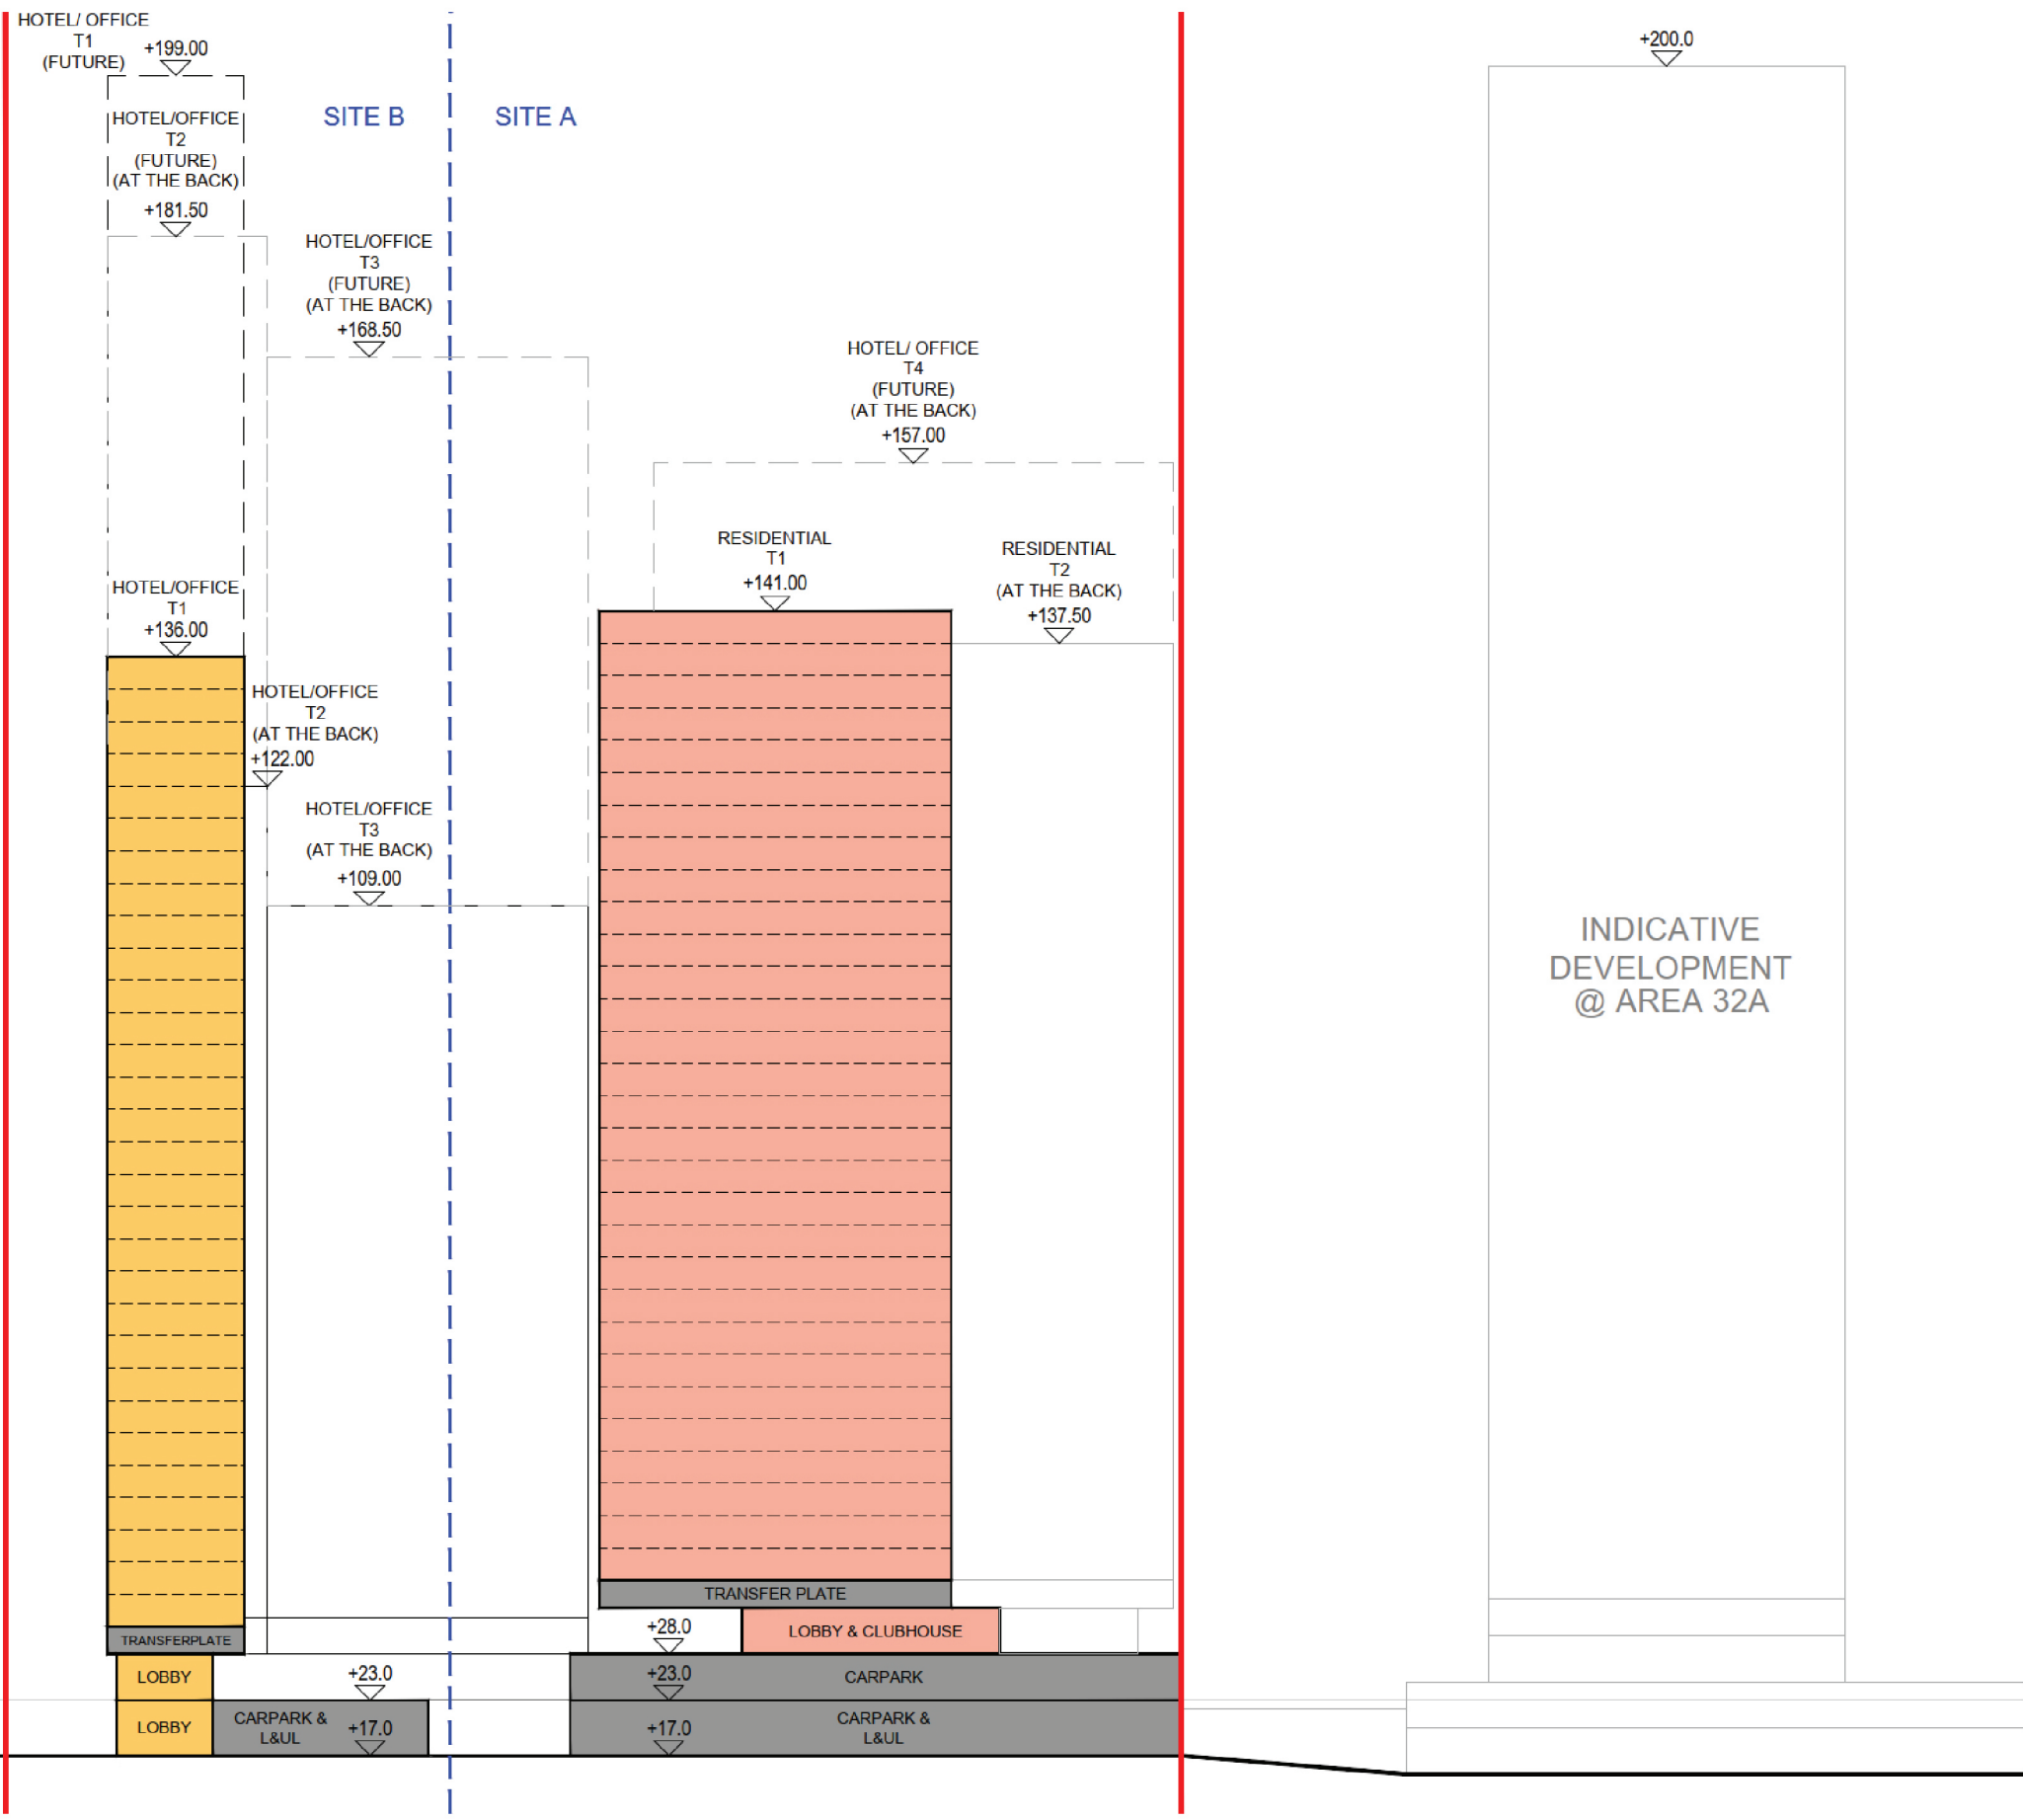 HOTEL/ OFFICE
T1
(FUTURE)
+199.00
HOTEL/OFFICE
T2
(FUTURE)
(AT THE BACK)
+181.50
SITE B
SITE A
+200.0
HOTEL/OFFICE
T3
(FUTURE)
(AT THE BACK)
+168.50
HOTEL/ OFFICE
T4
(FUTURE)
(AT THE BACK)
+157.00
RESIDENTIAL
T1
+141.00
RESIDENTIAL
T2
(AT THE BACK)
+137.50
HOTEL/OFFICE
T1
+136.00
HOTEL/OFFICE
T2
(AT THE BACK)
+122.00
HOTEL/OFFICE
T3
(AT THE BACK)
+109.00
INDICATIVE
DEVELOPMENT
@ AREA 32A
TRANSFER PLATE
TRANSFERPLATE
+28.0
LOBBY & CLUBHOUSE
LOBBY
+23.0
+23.0
CARPARK
LOBBY
CARPARK &
L&UL
+17.0
+17.0
CARPARK &
L&UL